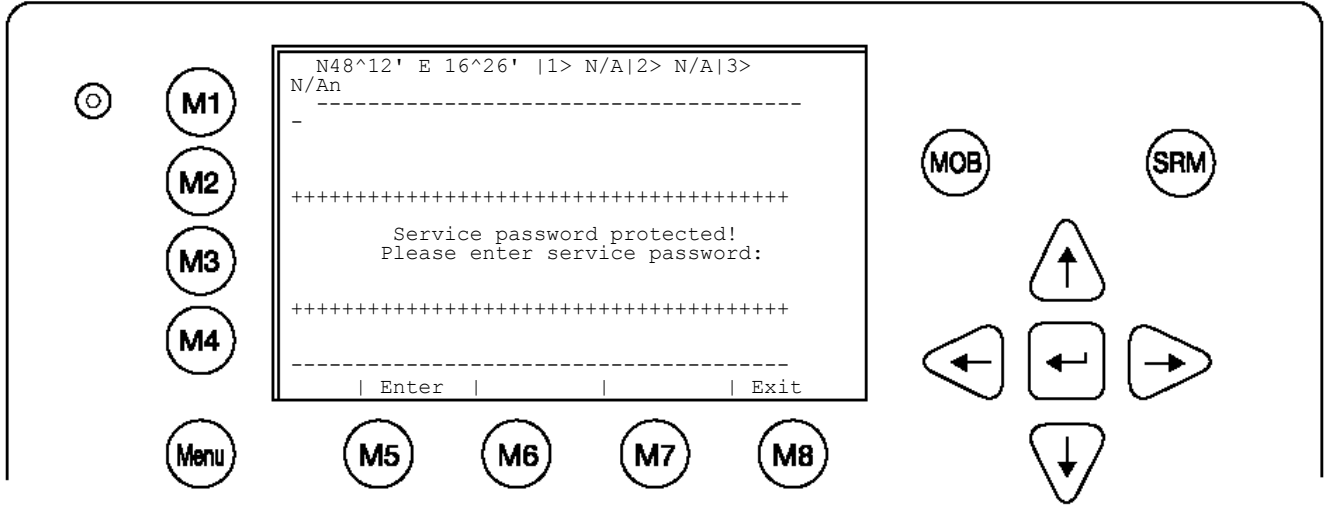 N48^12' E 16^26' |1> N/A|2> N/A|3>
N/An
--------------------------------------
-
+++++++++++++++++++++++++++++++++++++++
Service password protected!
Please enter service password:
+++++++++++++++++++++++++++++++++++++++
---------------------------------------
| Enter | | | Exit
M1
M2
M3
M4
Menu
M5
M6
M7
M8
MOB
SRM